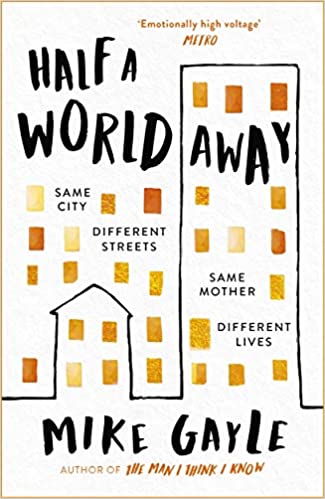 'Emotionally high voltage'
METRO
HALF A
WORLD AWAY
SAME
CITY
DIFFERENT
STREETS
SAME
MOTHER
DIFFERENT
LIVES
MIKE GAYLE
AUTHOR OF THE MAN I THINK I KNOW